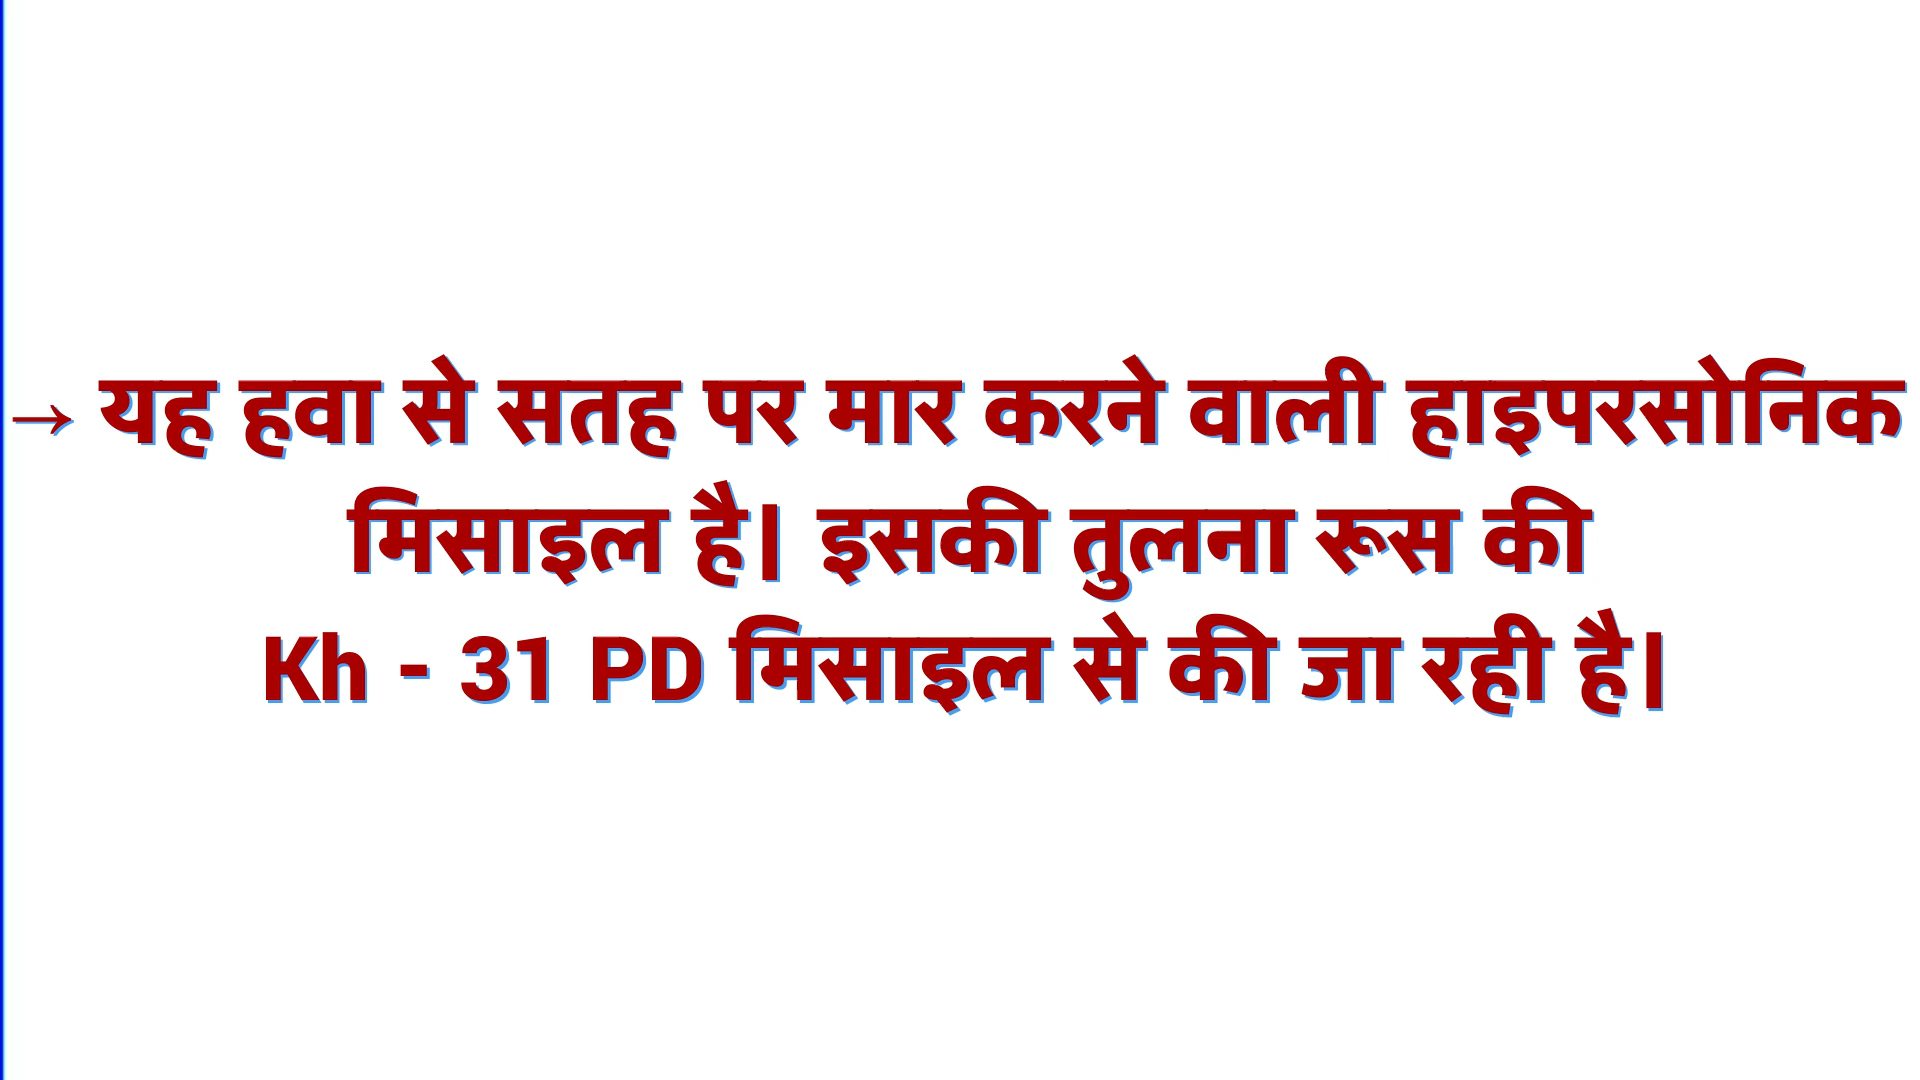 → यह हवा से सतह पर मार करने वाली हाइपरसोनिक
मिसाइल है। इसकी तुलना रूस की
Kh - 31 PD मिसाइल से की जा रही है।